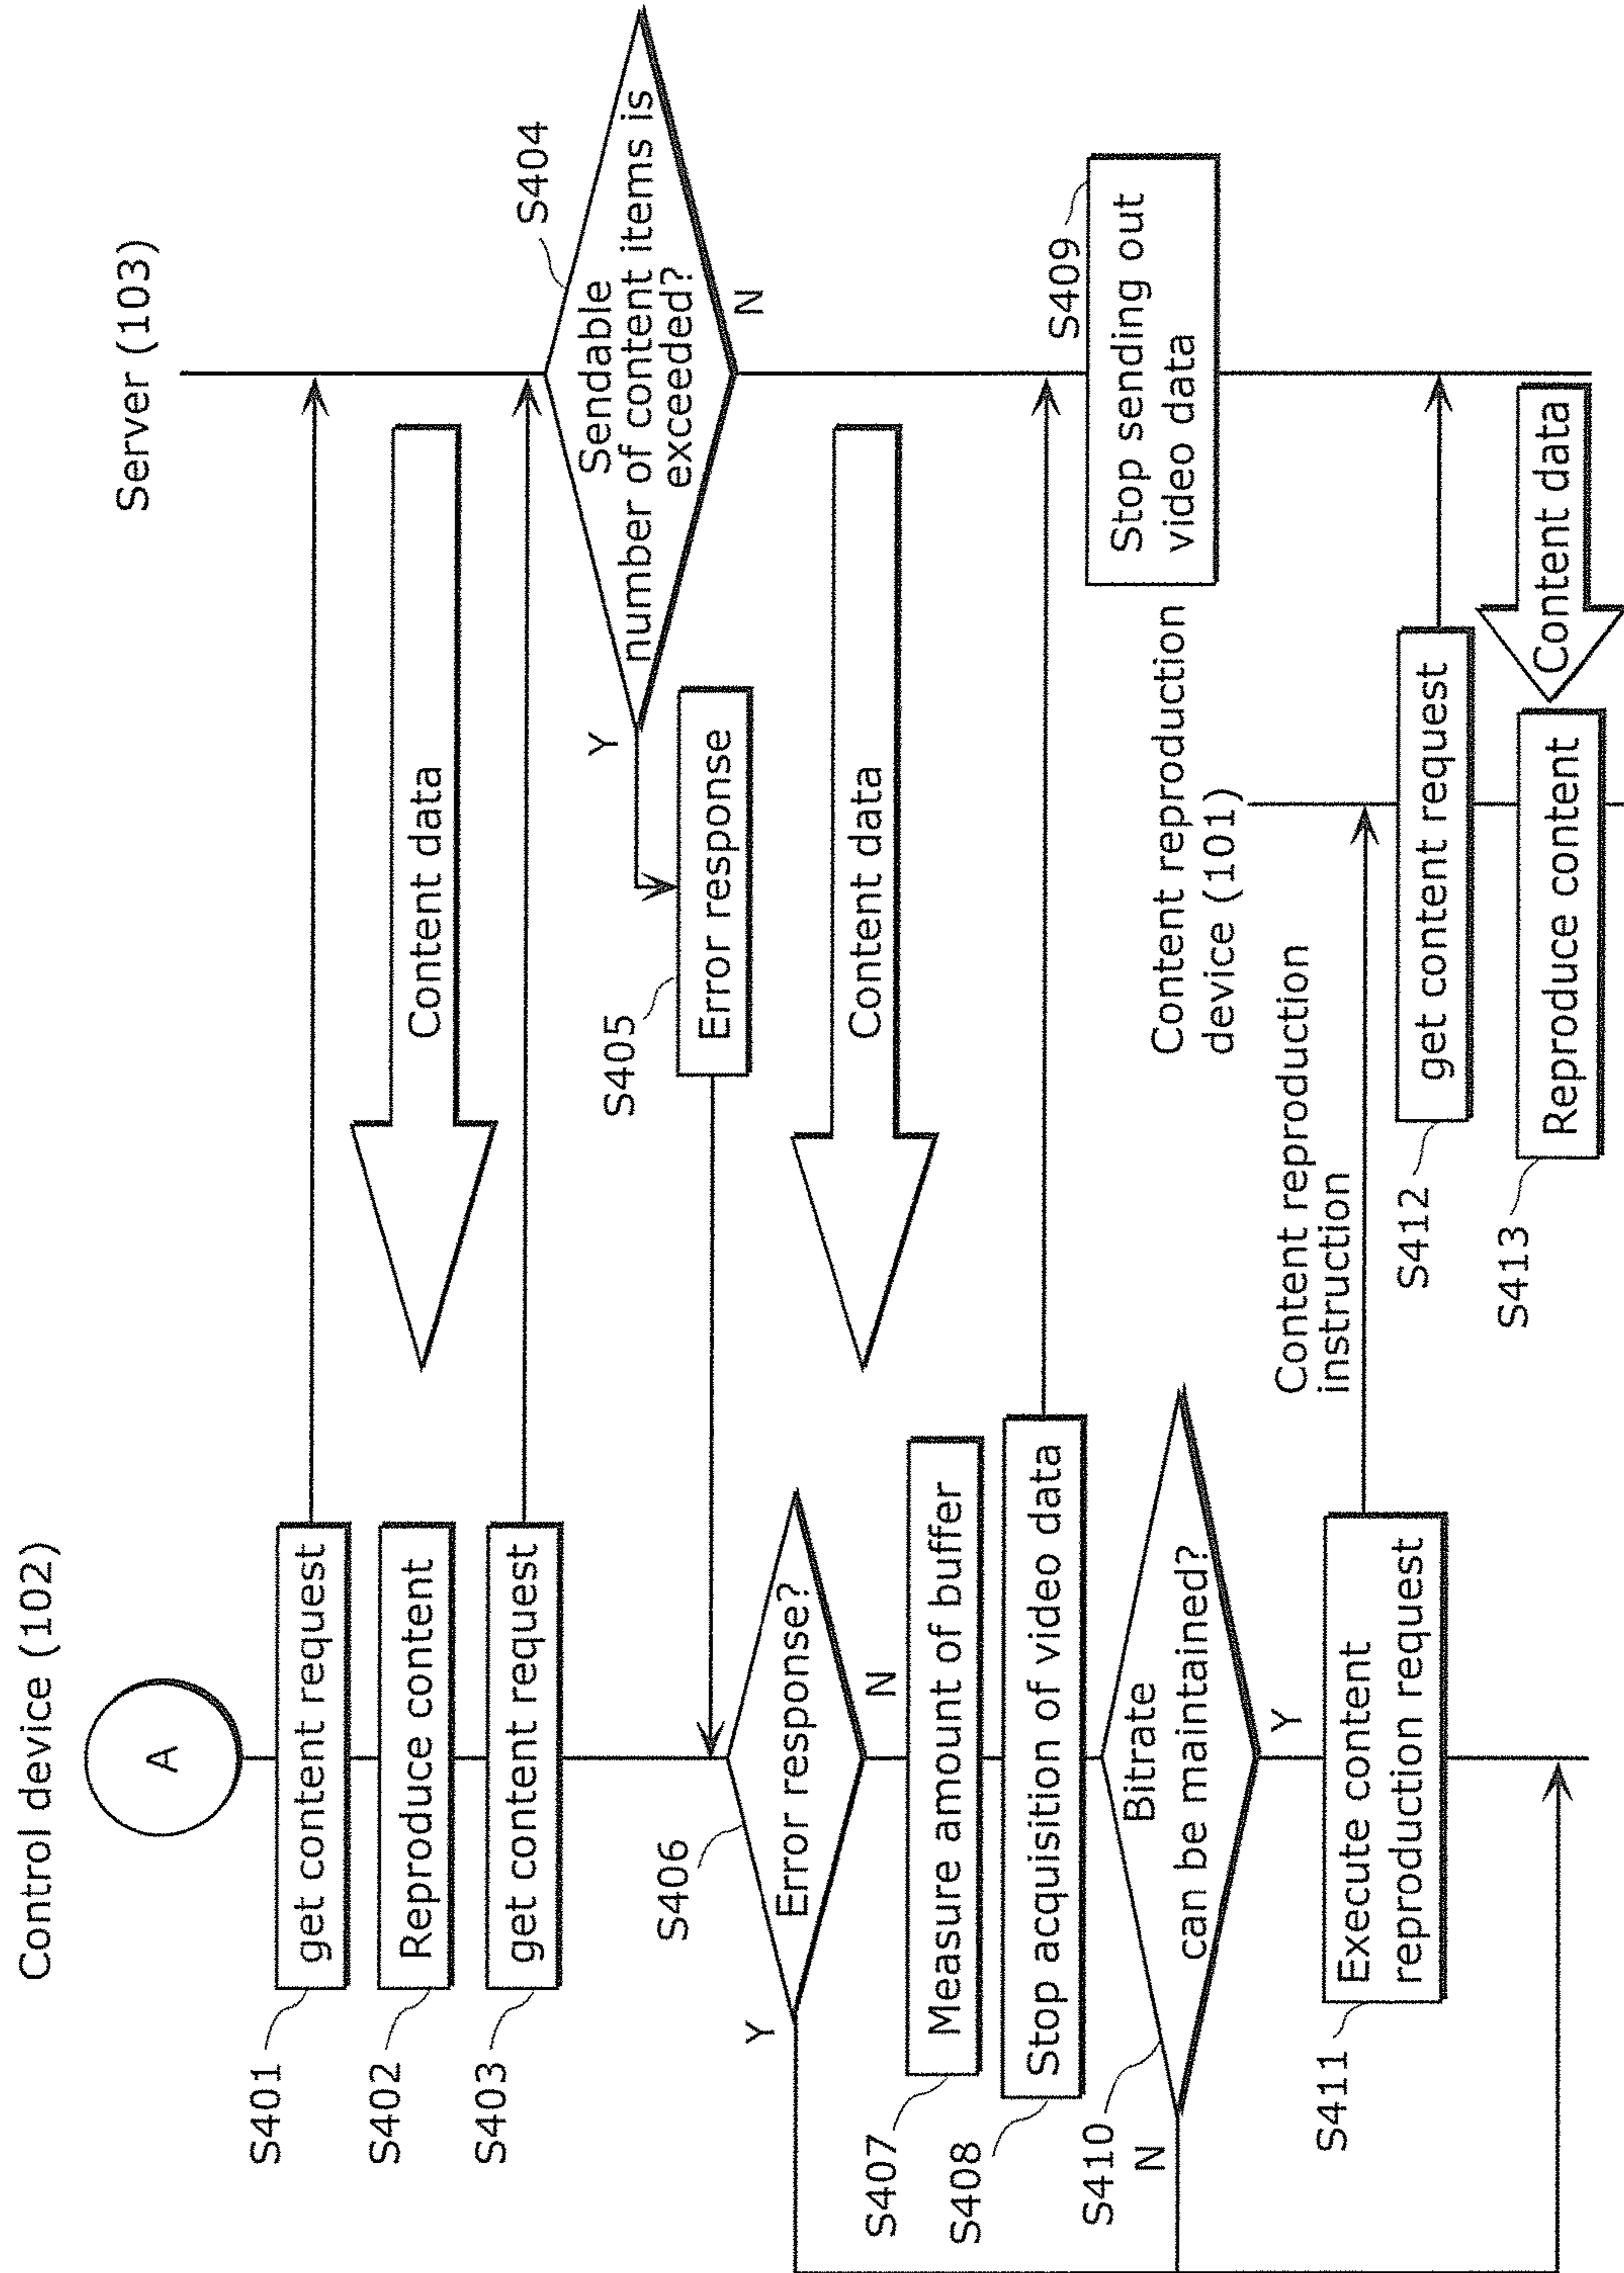 Control device (102)
Server (103)
A
S401
get content request
S402
Reproduce content
Content data
S403
get content request
S404
Sendable
number of content items is
exceeded?
Y
N
S405
Error response
S406
Error response?
Y
N
Content data
S407
Measure amount of buffer
S408
Stop acquisition of video data
S409
Stop sending out
video data
S410
Bitrate
can be maintained?
N
Y
Content reproduction
device (101)
Content reproduction
instruction
S411
Execute content
reproduction request
S412
get content request
S413
Reproduce content
Content data